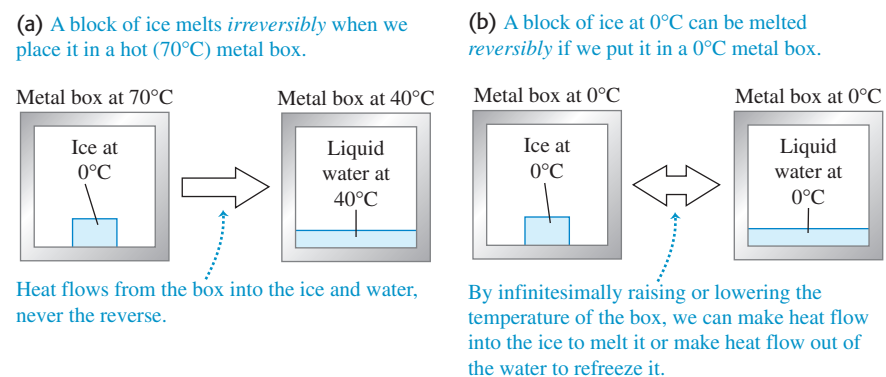 (a) A block of ice melts irreversibly when we
place it in a hot (70°C) metal box.
Metal box at 70°C
Metal box at 40°C
Ice at
0°C
Liquid
water at
40°C
Heat flows from the box into the ice and water,
never the reverse.
(b) A block of ice at 0°C can be melted
reversibly if we put it in a 0°C metal box.
Metal box at 0°C
Metal box at 0°C
Ice at
0°C
Liquid
water at
0°C
By infinitesimally raising or lowering the
temperature of the box, we can make heat flow
into the ice to melt it or make heat flow out of
the water to refreeze it.